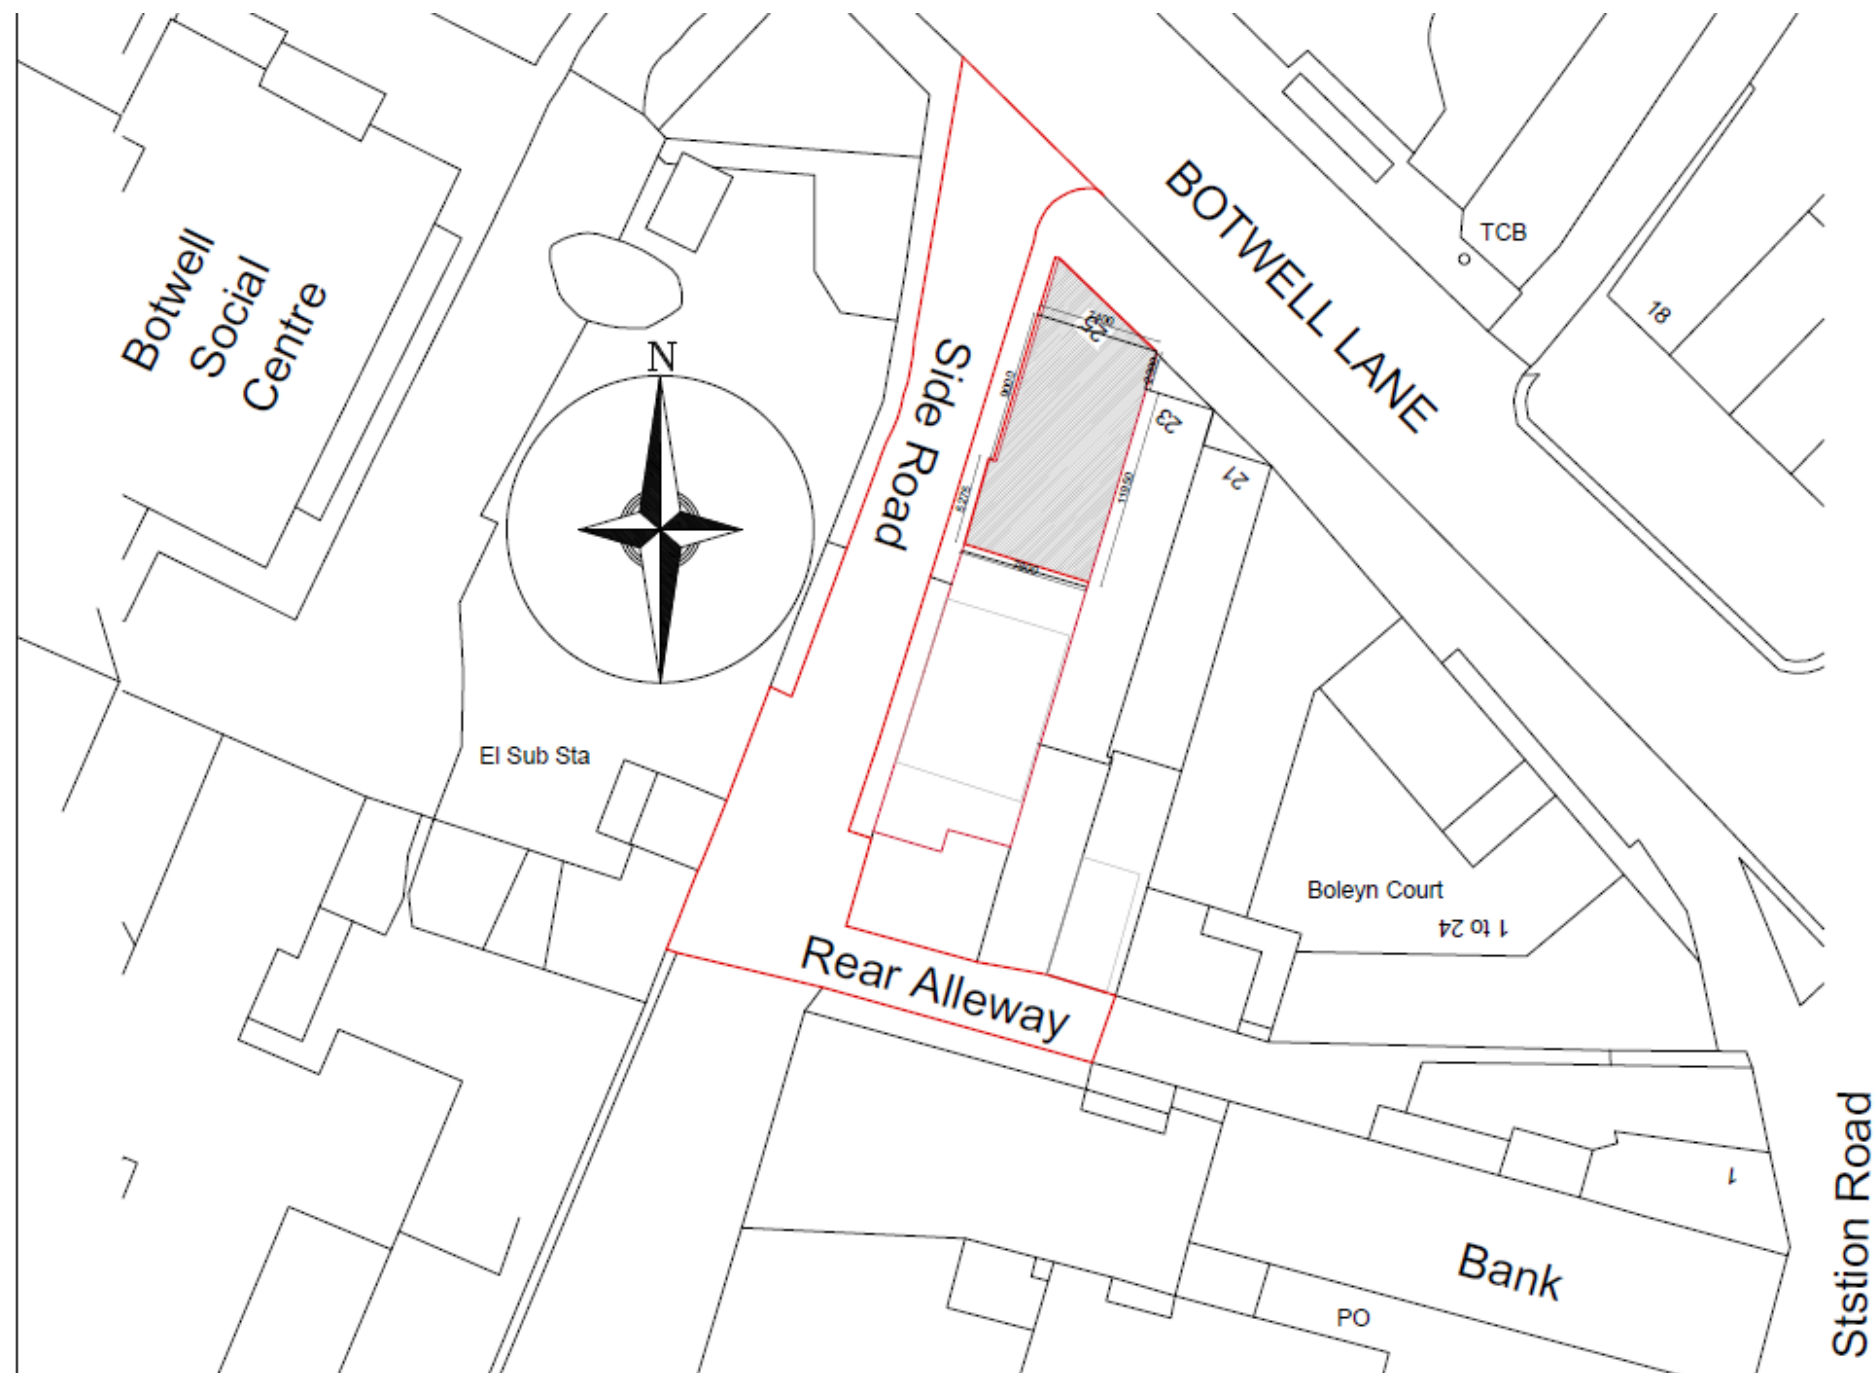 BOTWELL LANE
TCB
18
Botwell
Social
Centre
N
Side Road
23
21
El Sub Sta
Boleyn Court
1 to 24
Rear Alleway
1
Bank
PO
Ststion Road